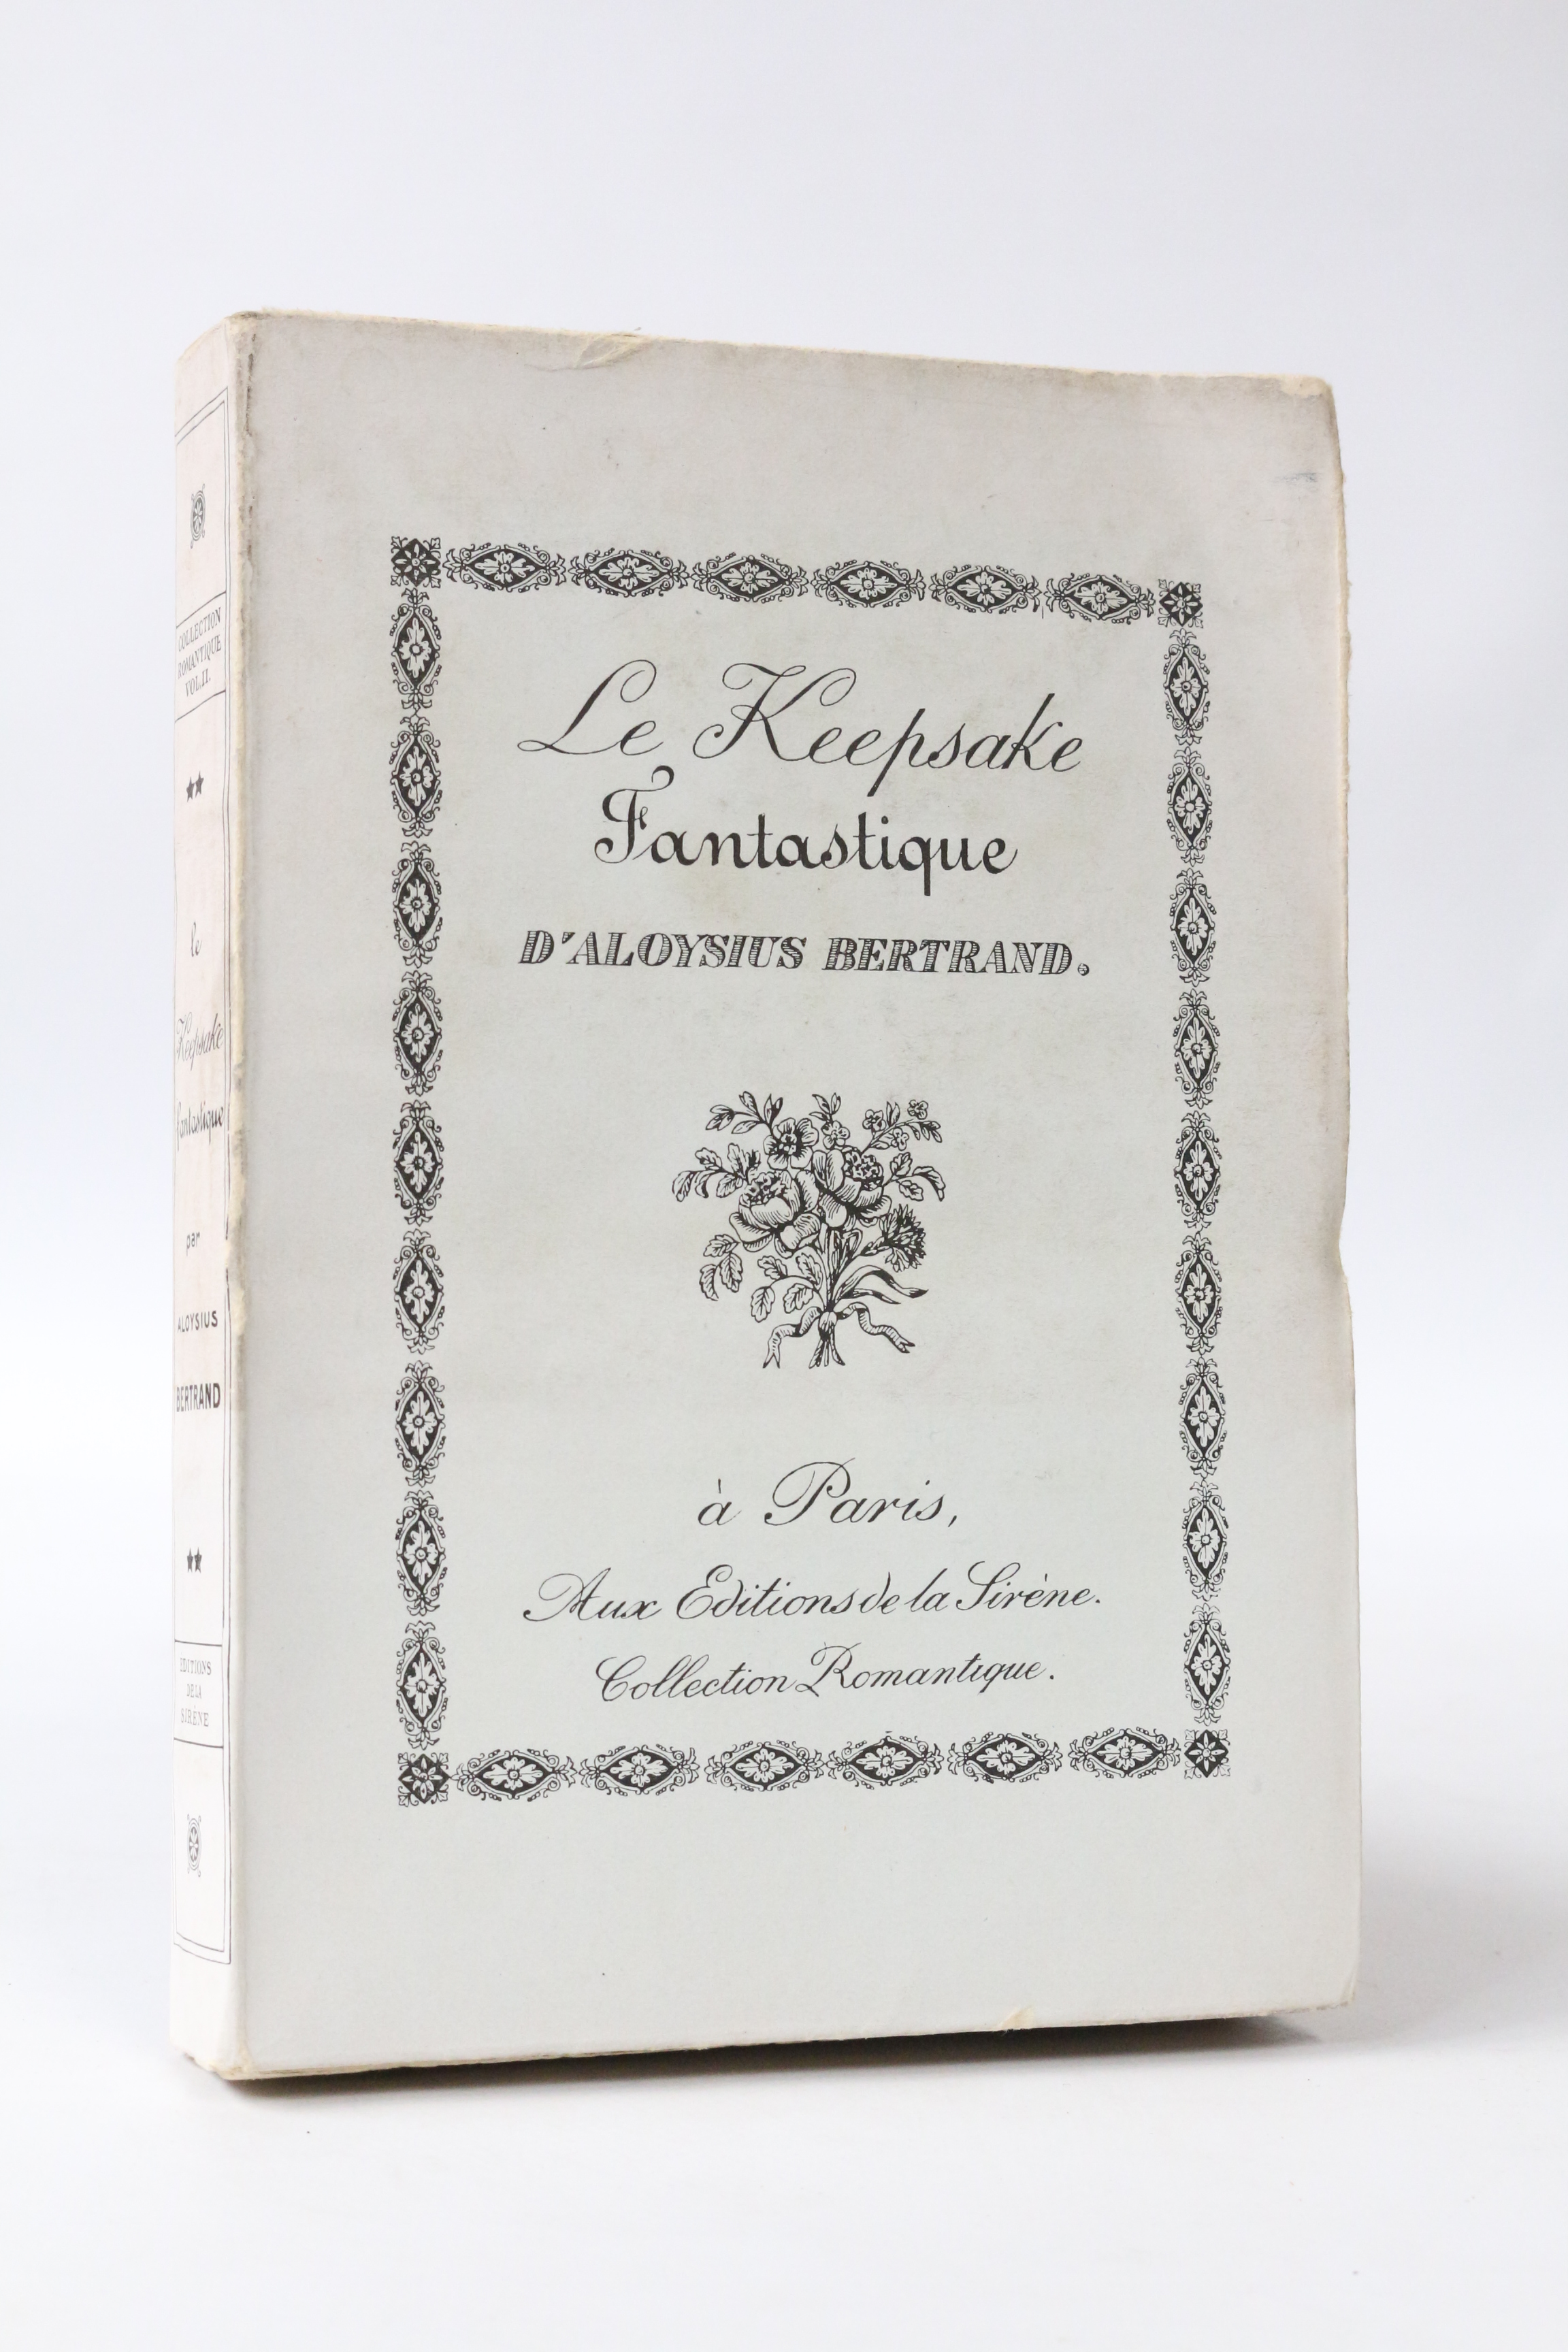 COLLECTION
ROMANTIQUE
VOL.II.
le
Keepsake
fantastique
par
ALOYSIUS
BERTRAND
EDITIONS
DE LA
SIRÈNE
Le Keepsake
Fantastique
D'ALOYSIUS BERTRAND.
à Paris,
Aux Editions de la Sirène.
Collection Romantique.